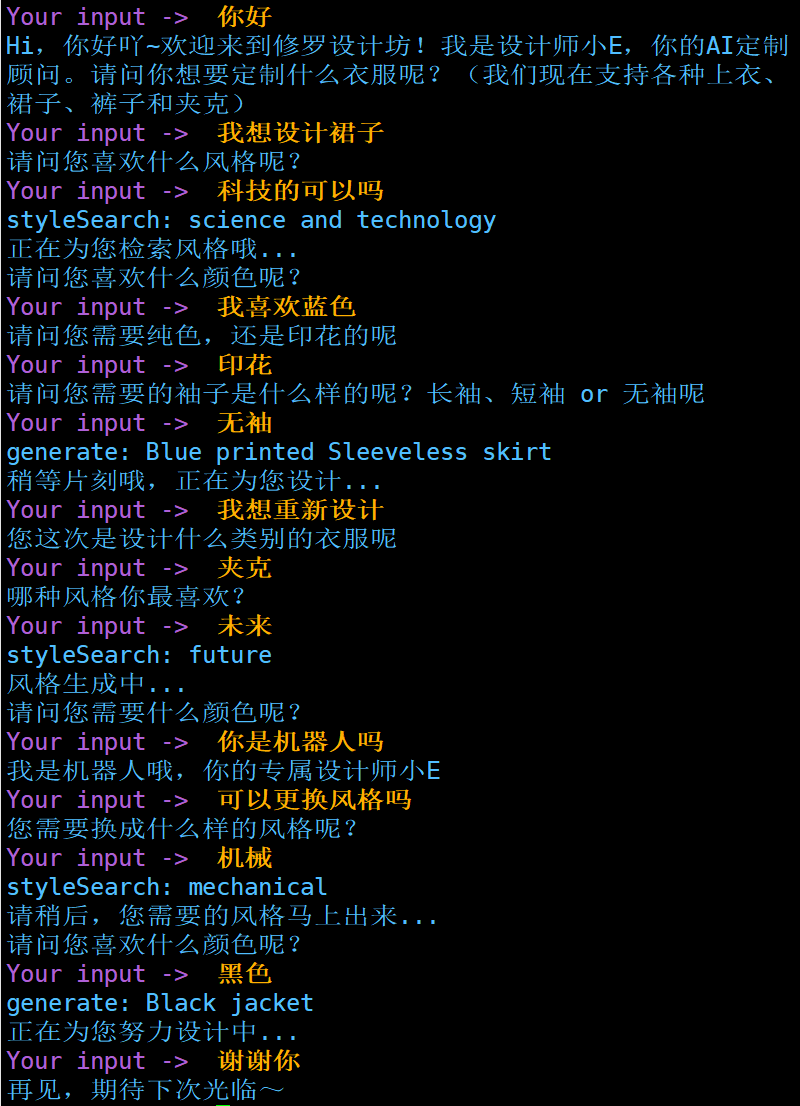 Your input ->  你好
Hi，你好吖~欢迎来到修罗设计坊！我是设计师小E，你的AI定制
顾问。请问你想要定制什么衣服呢？（我们现在支持各种上衣、
裙子、裤子和夹克）
Your input ->  我想设计裙子
请问您喜欢什么风格呢？
Your input ->  科技的可以吗
styleSearch: science and technology
正在为您检索风格哦...
请问您喜欢什么颜色呢？
Your input ->  我喜欢蓝色
请问您需要纯色，还是印花的呢
Your input ->  印花
请问您需要的袖子是什么样的呢？长袖、短袖 or 无袖呢
Your input ->  无袖
generate: Blue printed Sleeveless skirt
稍等片刻哦，正在为您设计...
Your input ->  我想重新设计
您这次是设计什么类别的衣服呢
Your input ->  夹克
哪种风格你最喜欢？
Your input ->  未来
styleSearch: future
风格生成中...
请问您需要什么颜色呢？
Your input ->  你是机器人吗
我是机器人哦，你的专属设计师小E
Your input ->  可以更换风格吗
您需要换成什么样的风格呢？
Your input ->  机械
styleSearch: mechanical
请稍后，您需要的风格马上出来...
请问您喜欢什么颜色呢？
Your input ->  黑色
generate: Black jacket
正在为您努力设计中...
Your input ->  谢谢你
再见，期待下次光临～